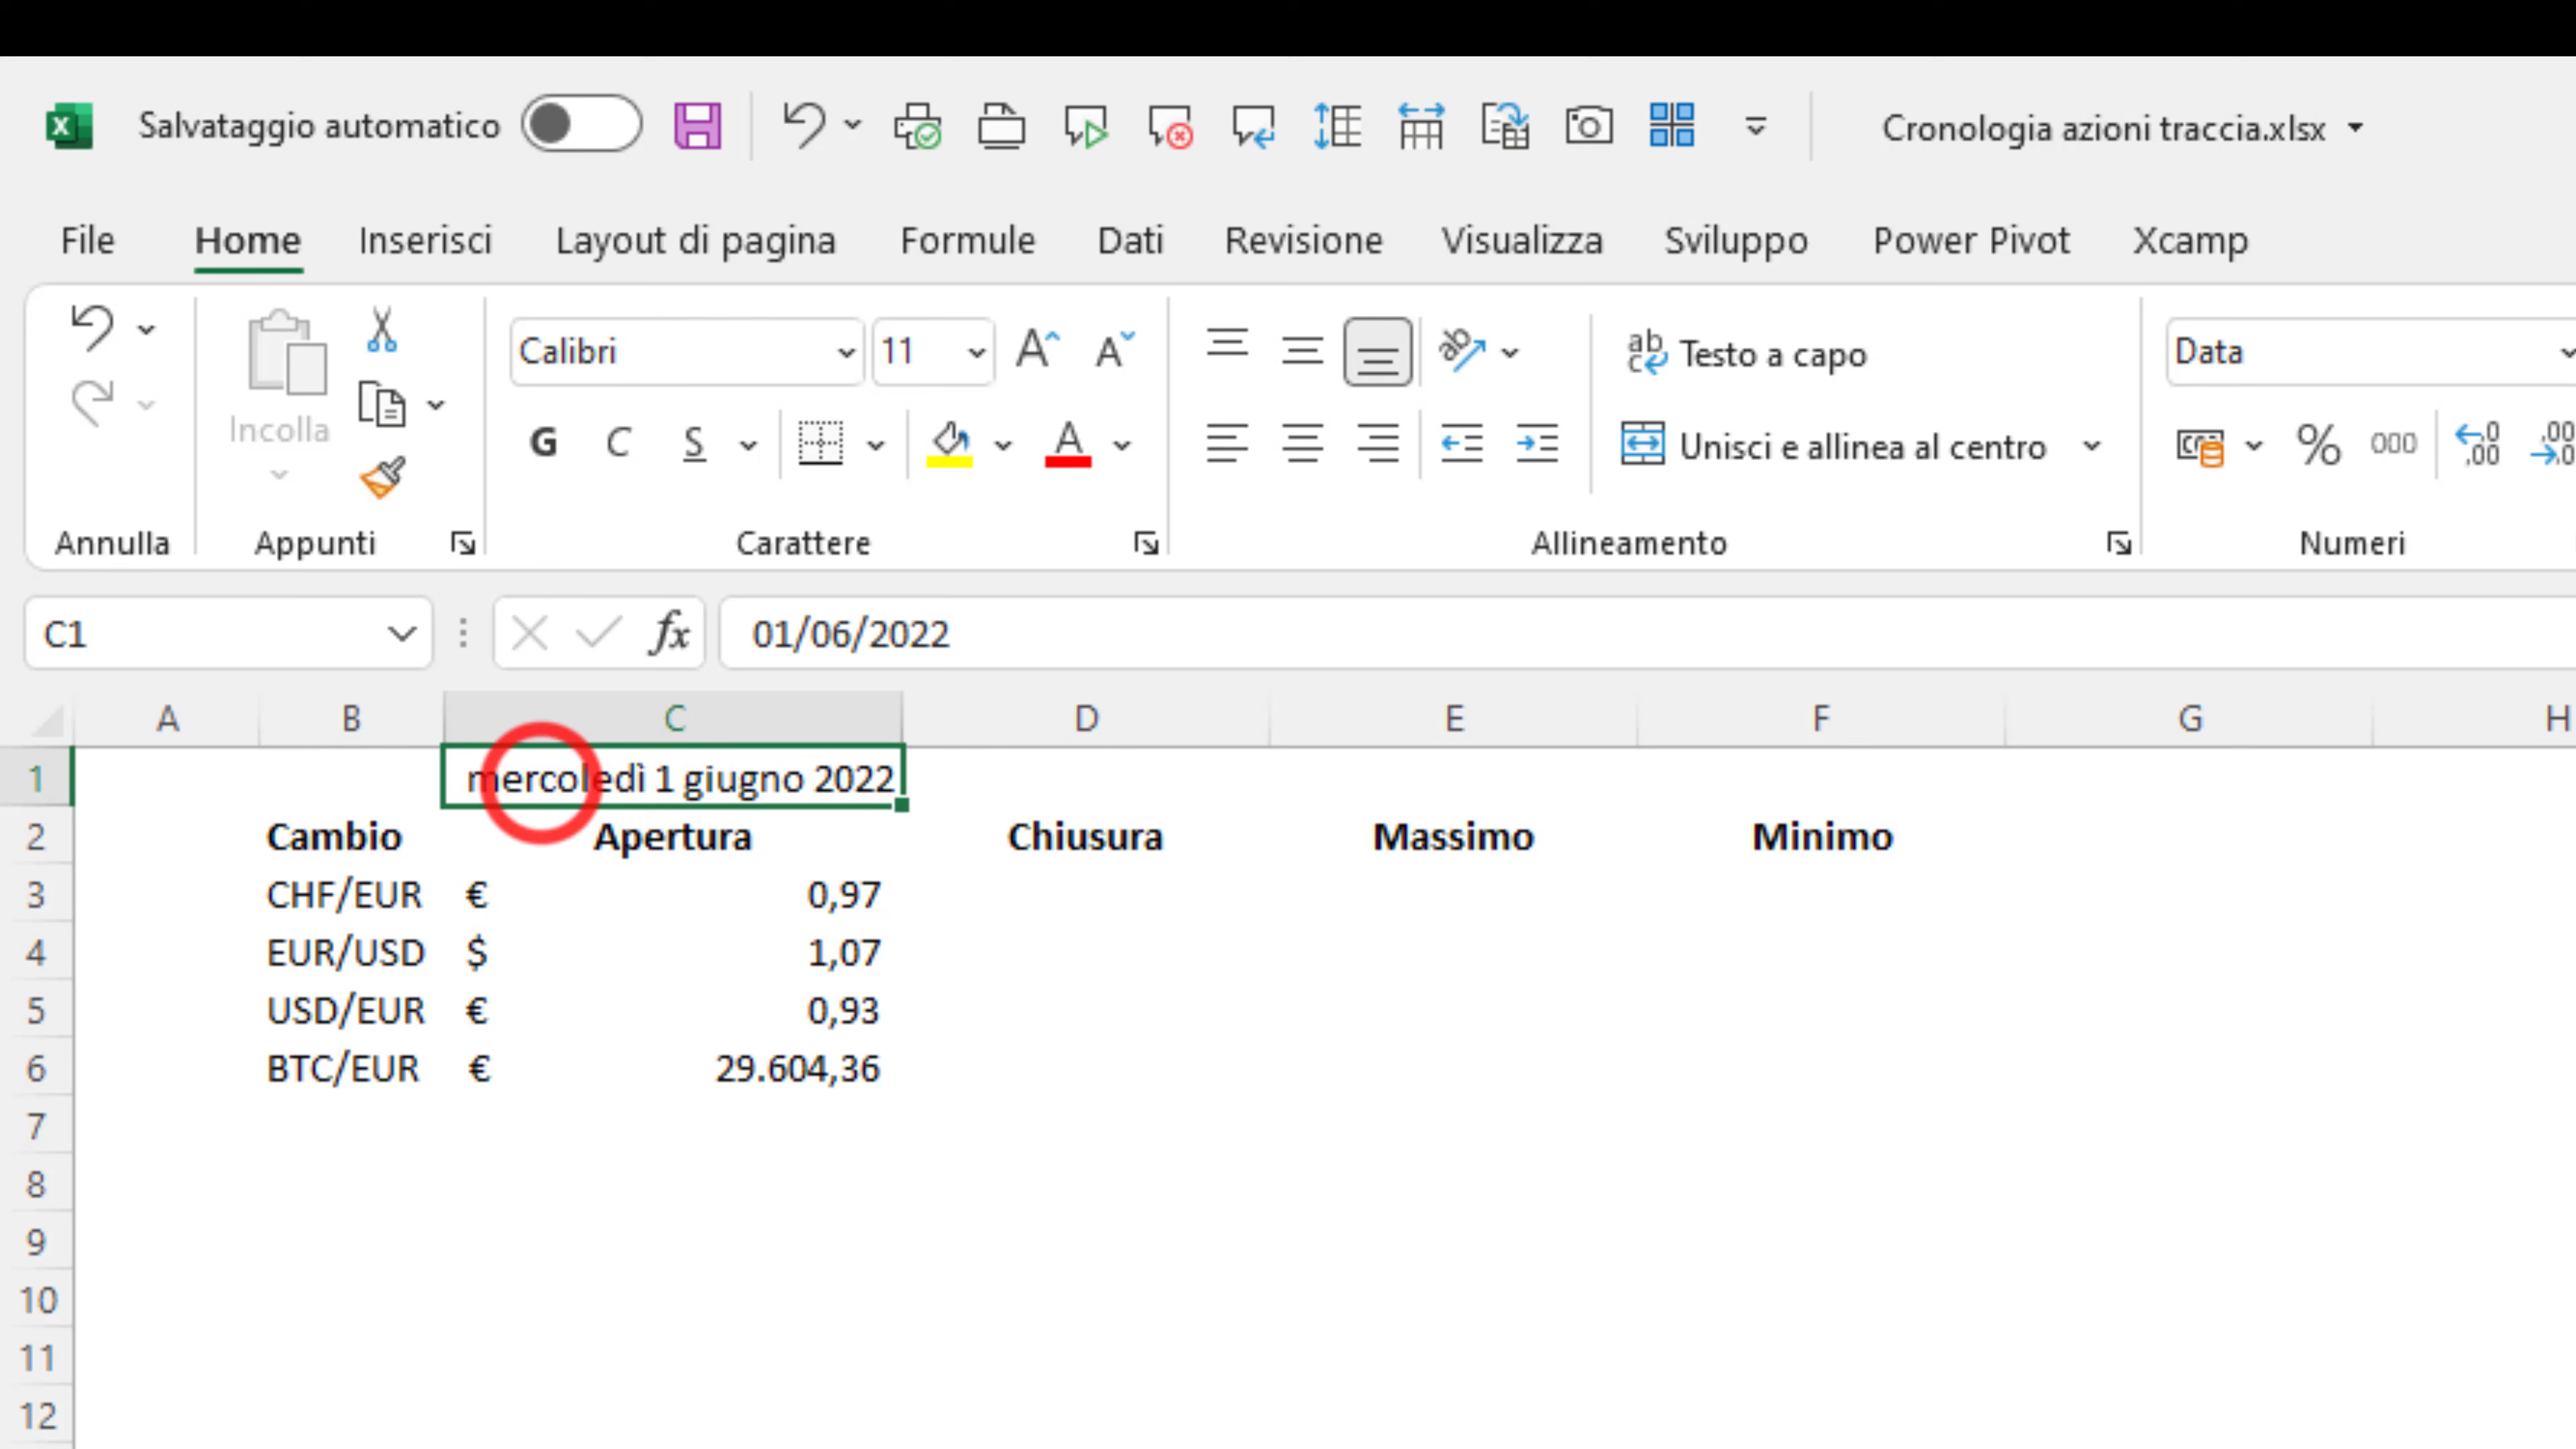 Salvataggio automatico Cronologia azioni traccia.xlsx
File Home Inserisci Layout di pagina Formule Dati Revisione Visualizza Sviluppo Power Pivot Xcamp
Calibri 11 Testo a capo Data
Incolla G C S Unisci e allinea al centro % 000
Annulla Appunti Carattere Allineamento Numeri
C1 fx 01/06/2022
A B C D E F G H
1 mercoledì 1 giugno 2022
2 Cambio Apertura Chiusura Massimo Minimo
3 CHF/EUR € 0,97
4 EUR/USD $ 1,07
5 USD/EUR € 0,93
6 BTC/EUR € 29.604,36
7
8
9
10
11
12